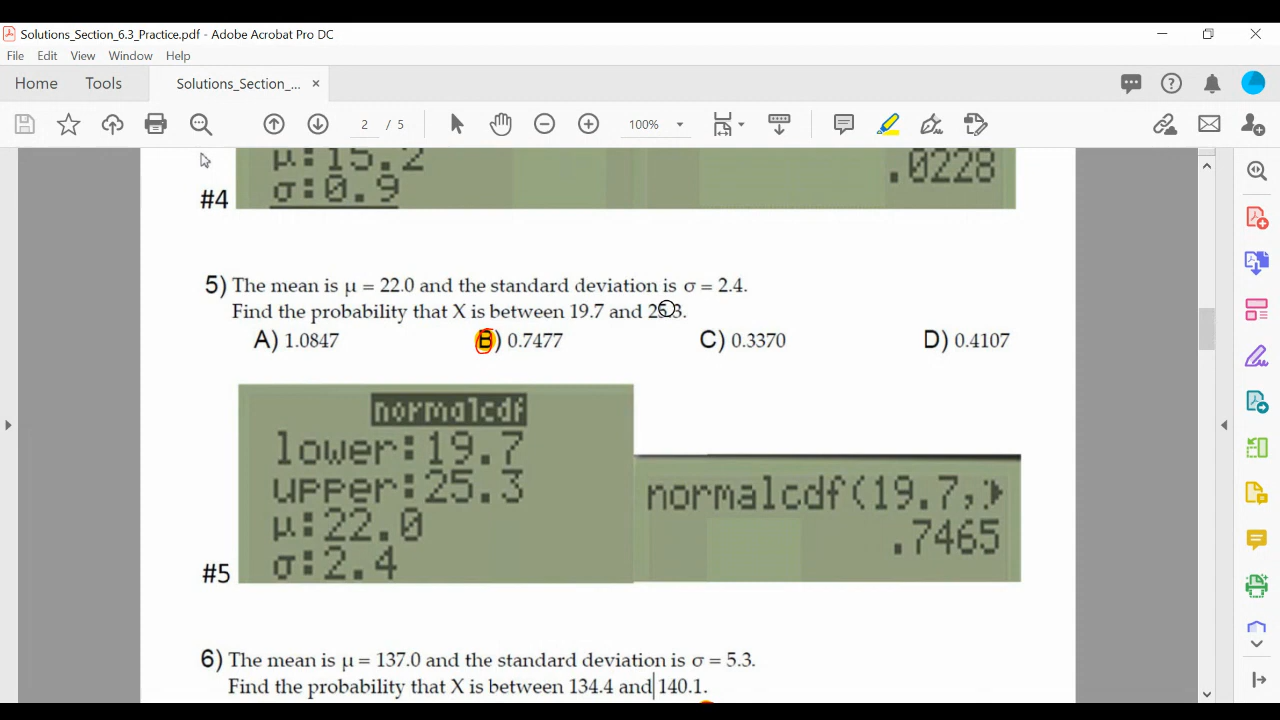 Solutions_Section_6.3_Practice.pdf - Adobe Acrobat Pro DC
File Edit View Window Help
Home Tools Solutions_Section_... ×
2 / 5 100%
μ:15.2
σ:0.9
.0228
#4
5) The mean is μ = 22.0 and the standard deviation is σ = 2.4.
Find the probability that X is between 19.7 and 25.3.
A) 1.0847 B) 0.7477 C) 0.3370 D) 0.4107
normalcdf
lower:19.7
upper:25.3
μ:22.0
σ:2.4
normalcdf(19.7,
.7465
#5
6) The mean is μ = 137.0 and the standard deviation is σ = 5.3.
Find the probability that X is between 134.4 and 140.1.